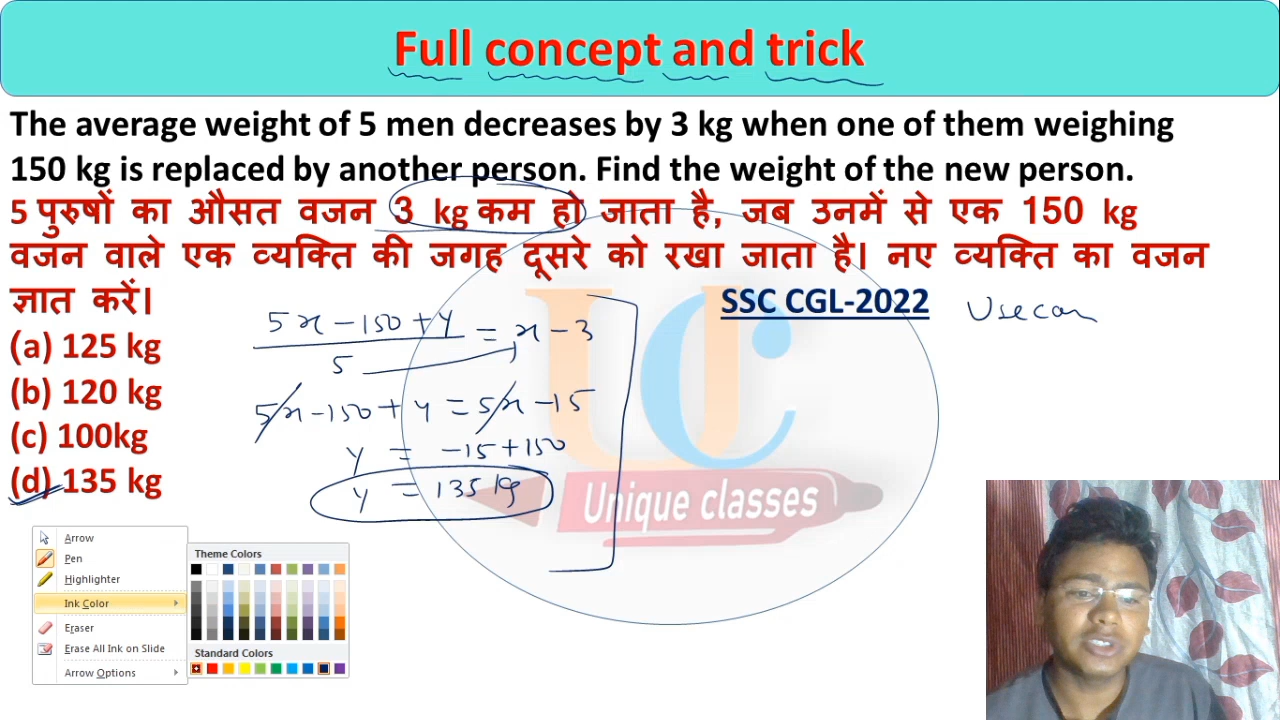 Full concept and trick
The average weight of 5 men decreases by 3 kg when one of them weighing
150 kg is replaced by another person. Find the weight of the new person.
5 पुरुषों का औसत वजन 3 kg कम हो जाता है, जब उनमें से एक 150 kg
वजन वाले एक व्यक्ति की जगह दूसरे को रखा जाता है। नए व्यक्ति का वजन
ज्ञात करें।
SSC CGL-2022
(a) 125 kg
(b) 120 kg
(c) 100kg
(d) 135 kg
5x - 150 + y
5
= x - 3
5x - 150 + y = 5x - 15
y = -15 + 150
y = 135 kg
UC
Unique classes
Arrow
Pen
Highlighter
Ink Color
Eraser
Erase All Ink on Slide
Arrow Options
Theme Colors
Standard Colors